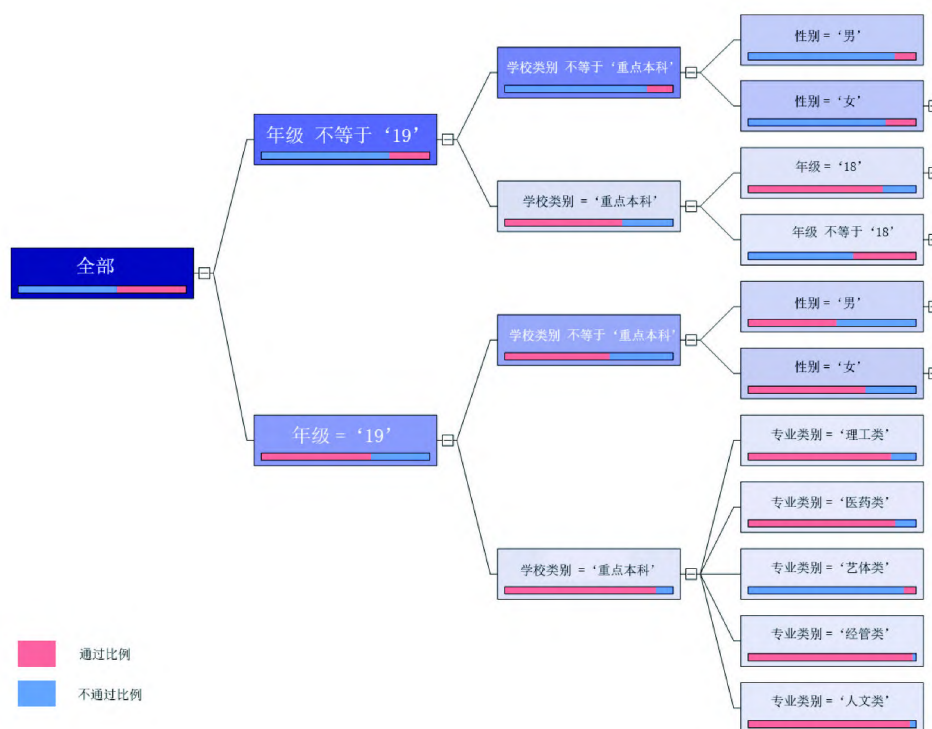 全部
年级 不等于 ‘19’
年级 = ‘19’
学校类别 不等于 ‘重点本科’
学校类别 = ‘重点本科’
学校类别 不等于 ‘重点本科’
学校类别 = ‘重点本科’
性别 = ‘男’
性别 = ‘女’
年级 = ‘18’
年级 不等于 ‘18’
性别 = ‘男’
性别 = ‘女’
专业类别 = ‘理工类’
专业类别 = ‘医药类’
专业类别 = ‘艺体类’
专业类别 = ‘经管类’
专业类别 = ‘人文类’
通过比例
不通过比例